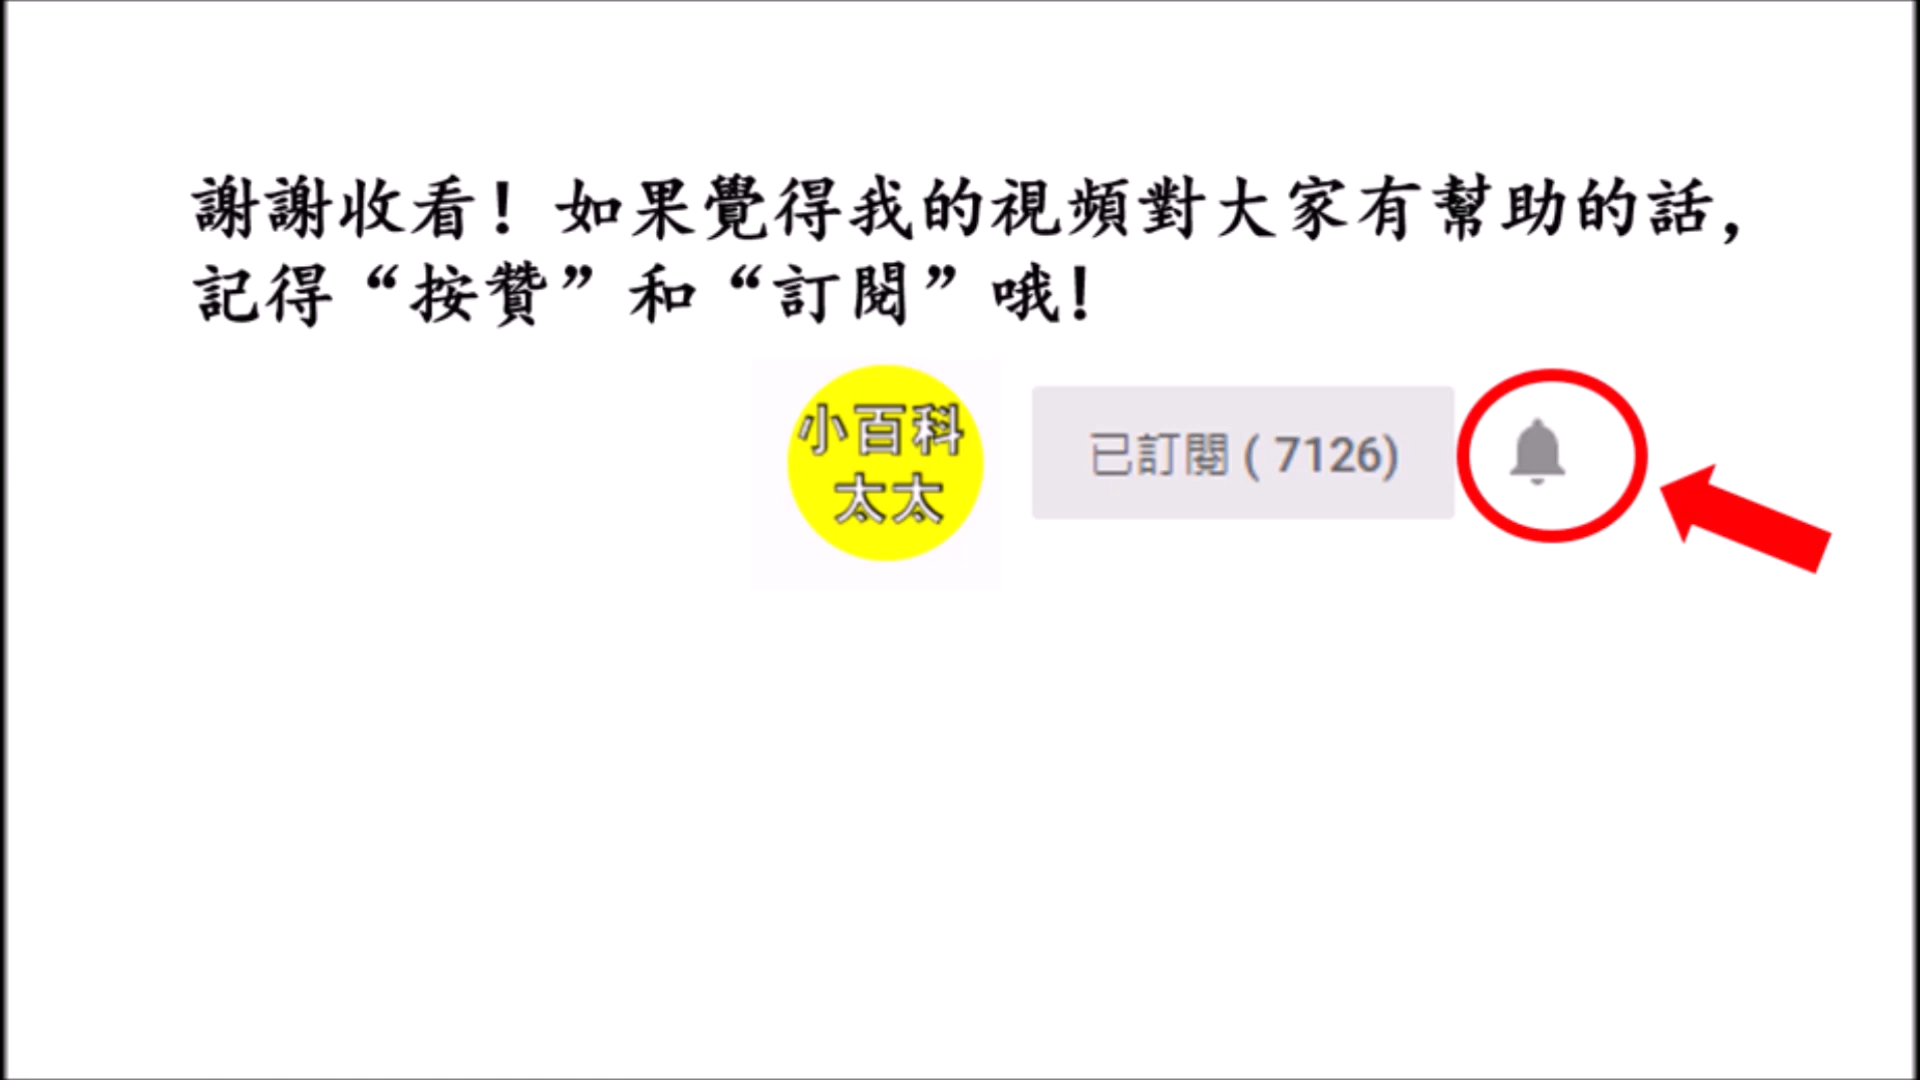 謝謝收看！如果覺得我的視頻對大家有幫助的話，
記得“按贊”和“訂閱”哦！
小百科
太太
已訂閱 ( 7126)